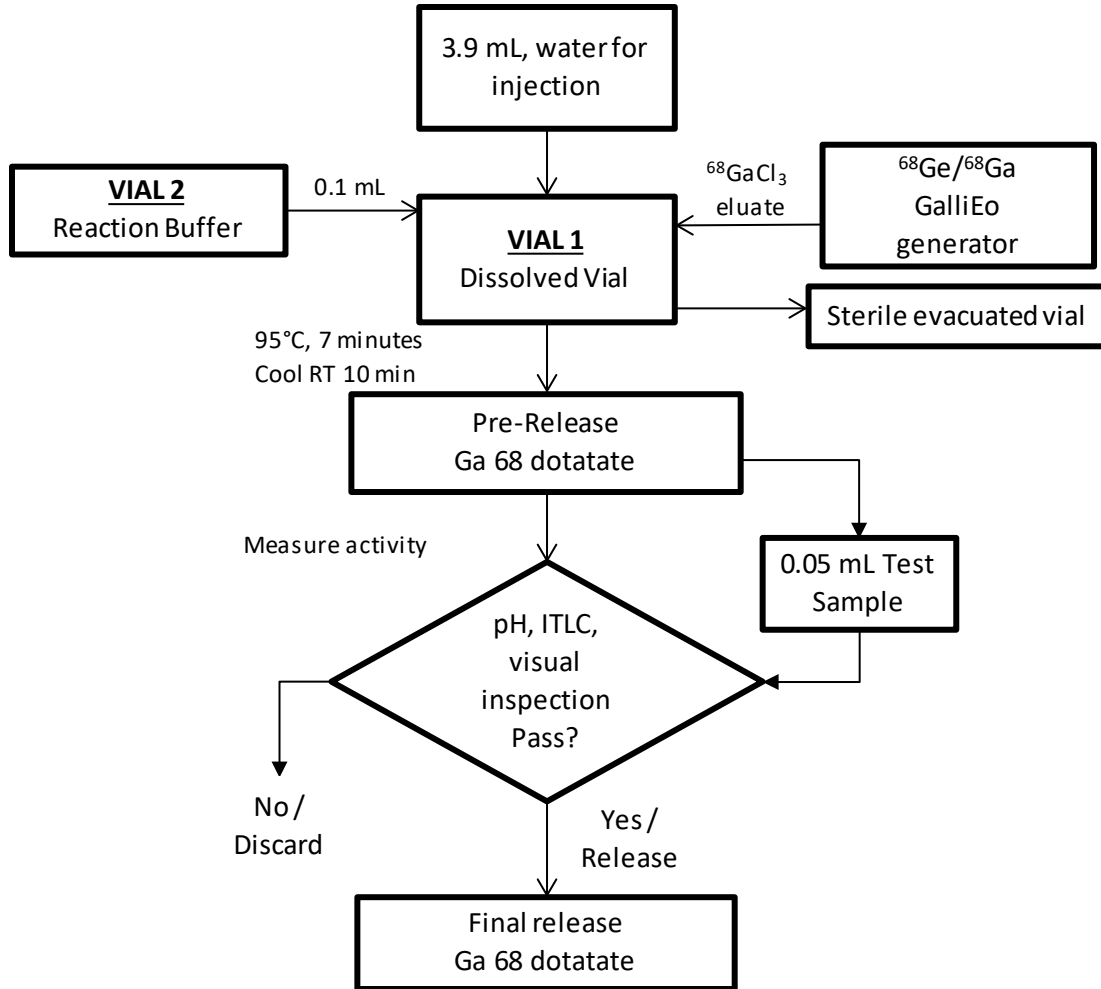 3.9 mL, water for
injection
VIAL 2
Reaction Buffer
0.1 mL
⁶⁸GaCl₃
eluate
⁶⁸Ge/⁶⁸Ga
GalliEo
generator
VIAL 1
Dissolved Vial
Sterile evacuated vial
95°C, 7 minutes
Cool RT 10 min
Pre-Release
Ga 68 dotatate
Measure activity
0.05 mL Test
Sample
pH, ITLC,
visual
inspection
Pass?
No /
Discard
Yes /
Release
Final release
Ga 68 dotatate